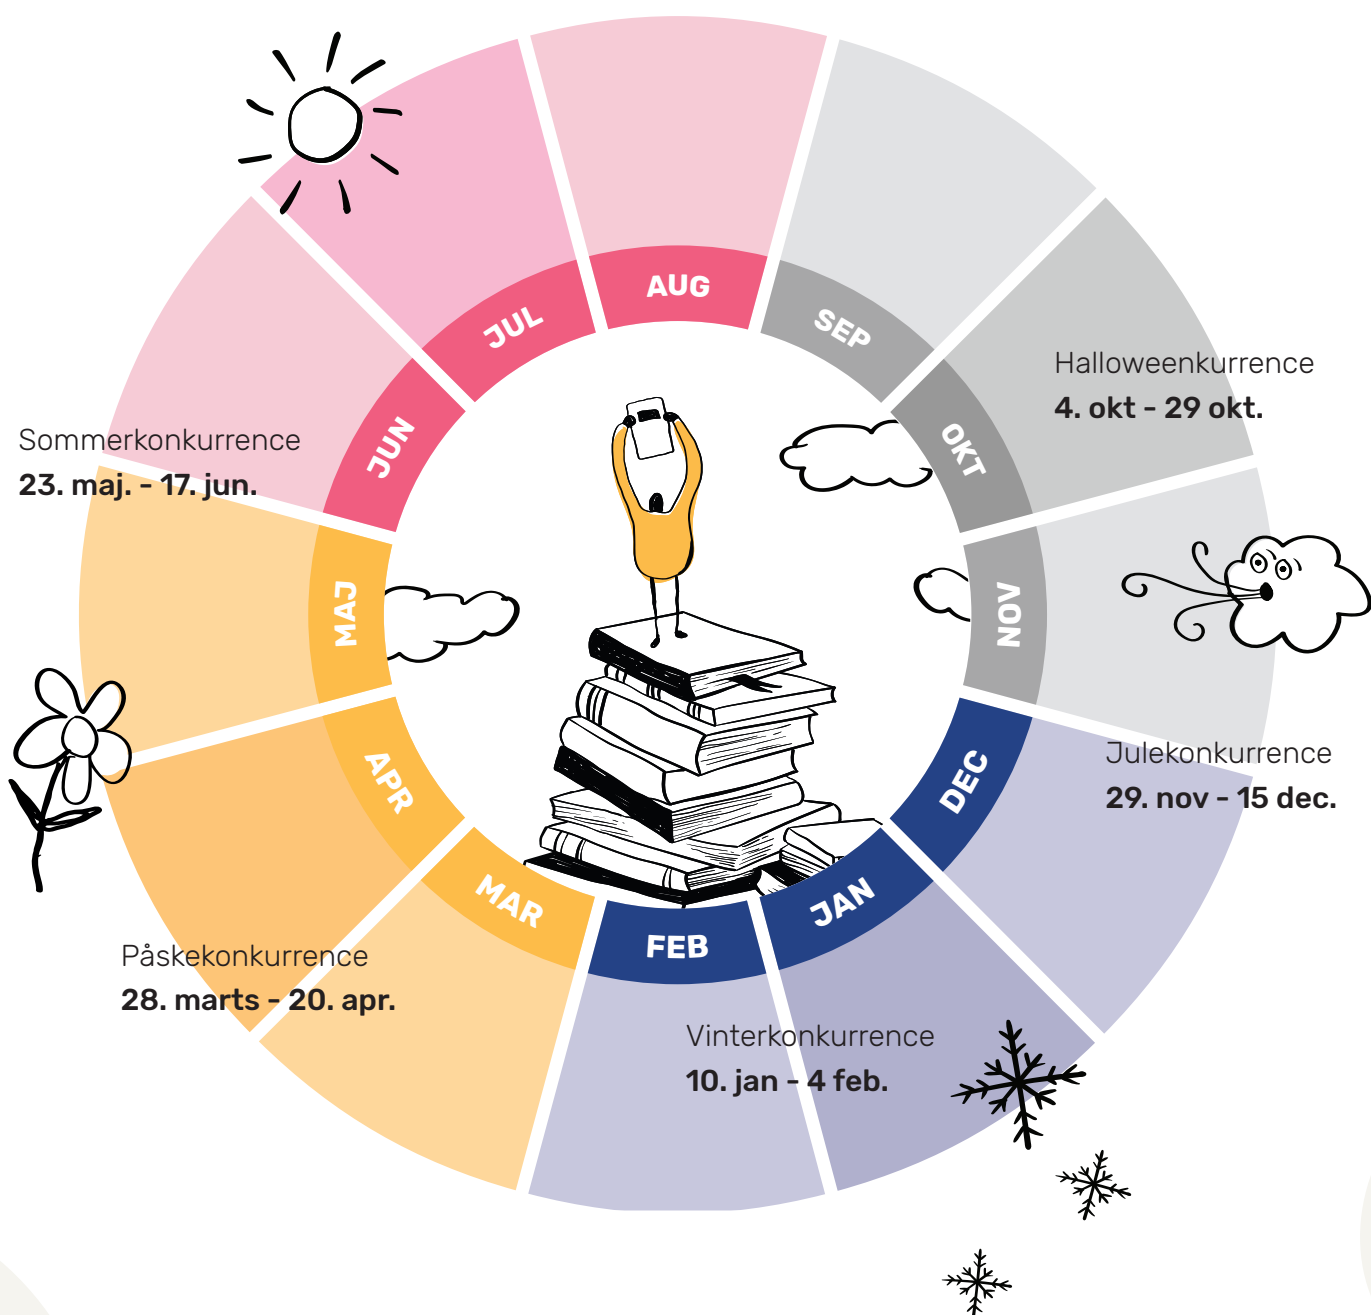 AUG
JUL
SEP
Halloweenkurrence
4. okt - 29 okt.
JUN
OKT
Sommerkonkurrence
23. maj. - 17. jun.
MAJ
NOV
Julekonkurrence
29. nov - 15 dec.
APR
DEC
MAR
JAN
FEB
Påskekonkurrence
28. marts - 20. apr.
Vinterkonkurrence
10. jan - 4 feb.